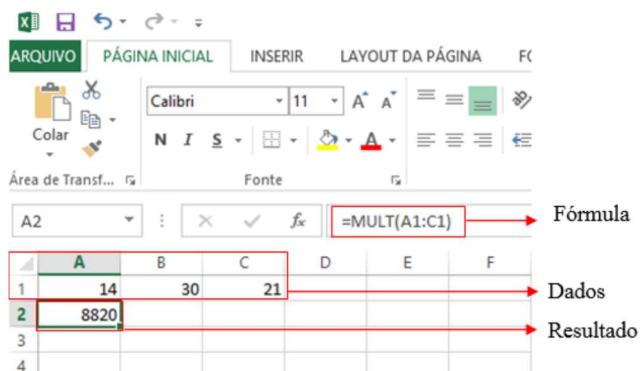 ARQUIVO PÁGINA INICIAL INSERIR LAYOUT DA PÁGINA
Colar
Calibri 11 A A
N I S A
Área de Transf... Fonte
A2 fx =MULT(A1:C1) Fórmula
A B C D E F
1 14 30 21 Dados
2 8820 Resultado
3
4